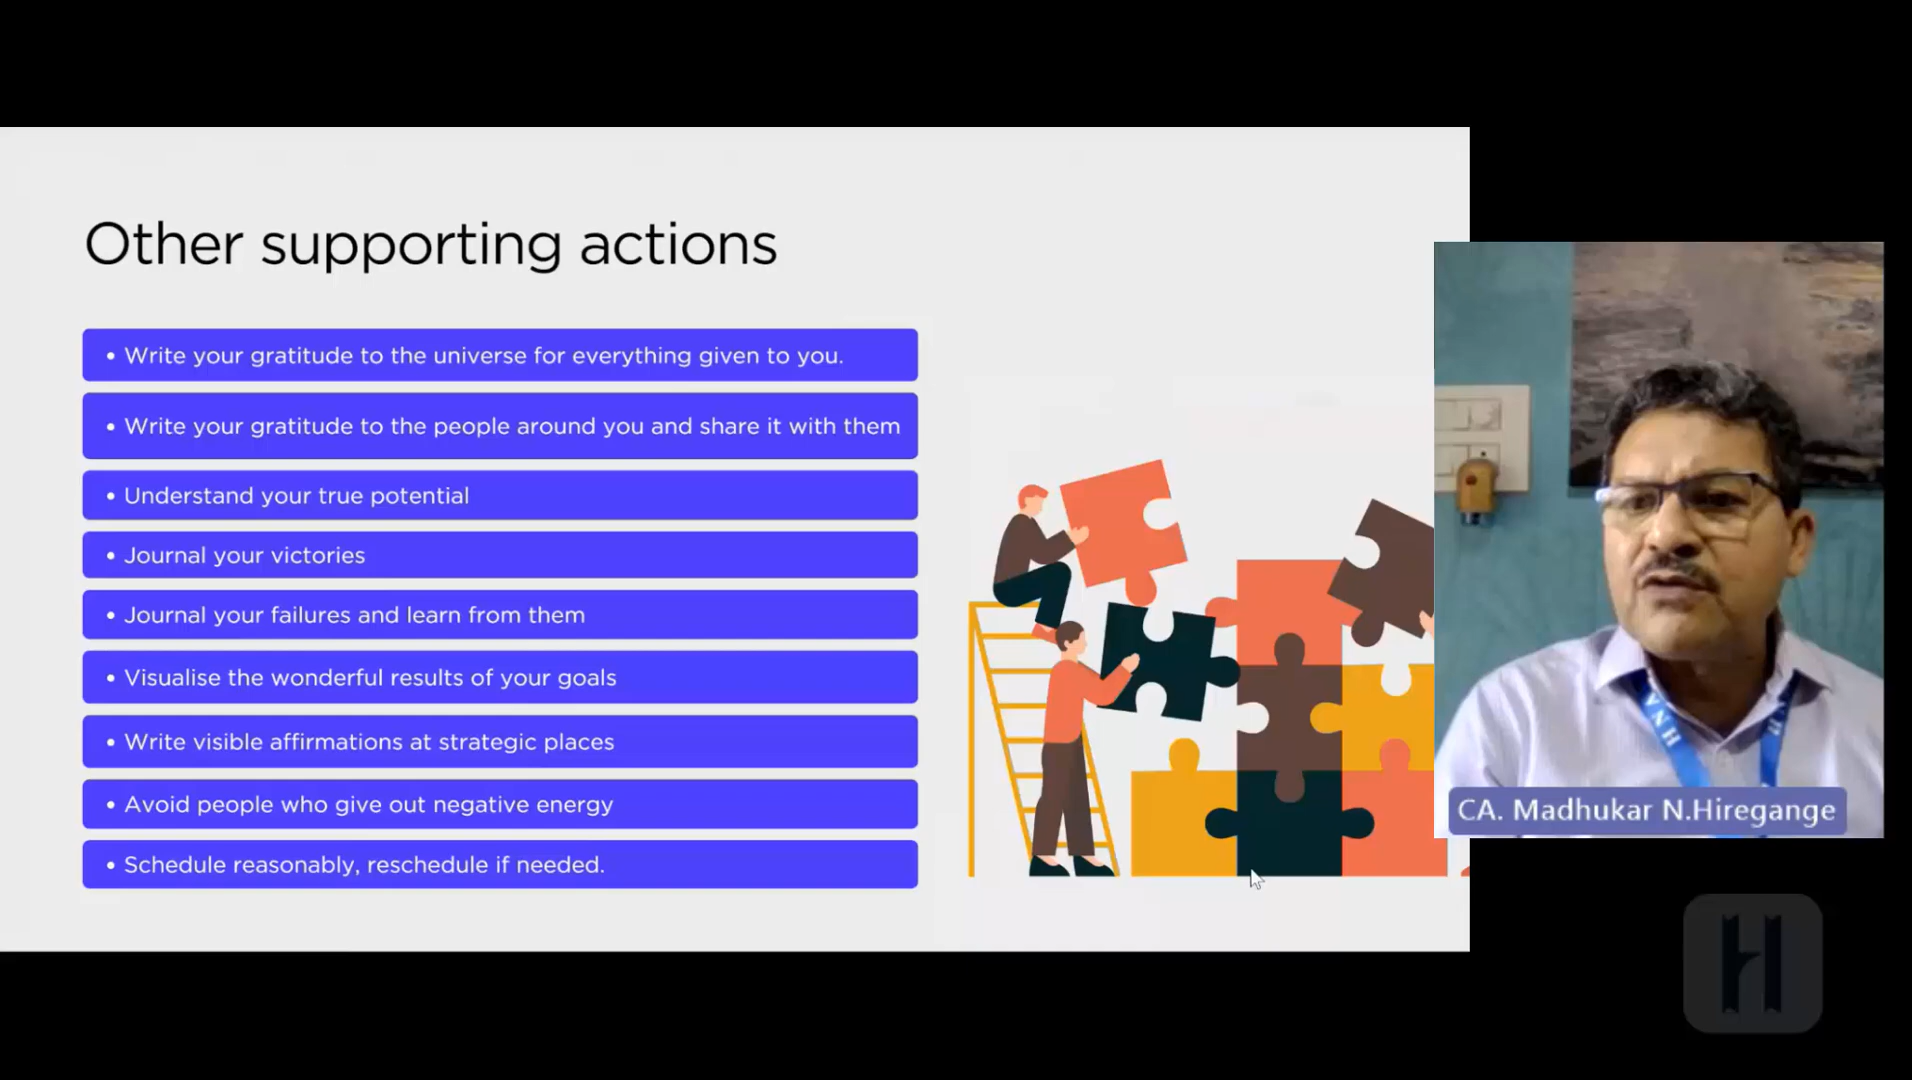 Other supporting actions
• Write your gratitude to the universe for everything given to you.
• Write your gratitude to the people around you and share it with them
• Understand your true potential
• Journal your victories
• Journal your failures and learn from them
• Visualise the wonderful results of your goals
• Write visible affirmations at strategic places
• Avoid people who give out negative energy
• Schedule reasonably, reschedule if needed.
CA. Madhukar N.Hiregange
H